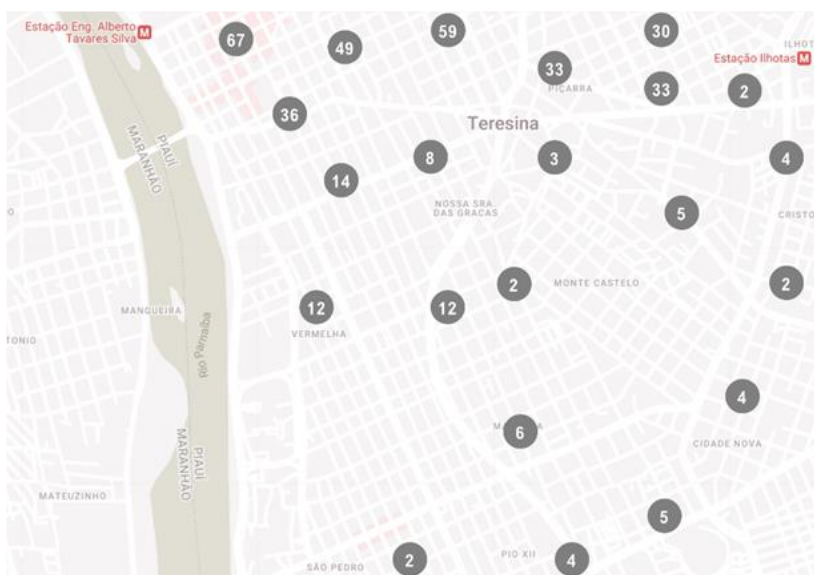 Estação Eng. Alberto
Tavares Silva
M
67
49
59
30
ILHOT
Estação Ilhotas
M
33
PIÇARRA
33
2
36
Teresina
PIAUÍ
MARANHÃO
8
3
4
14
NOSSA SRA.
DAS GRACAS
5
CRISTO
O
2
MONTE CASTELO
2
12
12
MANGUEIRA
VERMELHA
Rio Parnaíba
TONIO
4
6
CIDADE NOVA
PIAUÍ
MARANHÃO
MATEUZINHO
5
SÃO PEDRO
2
PIO XII
4